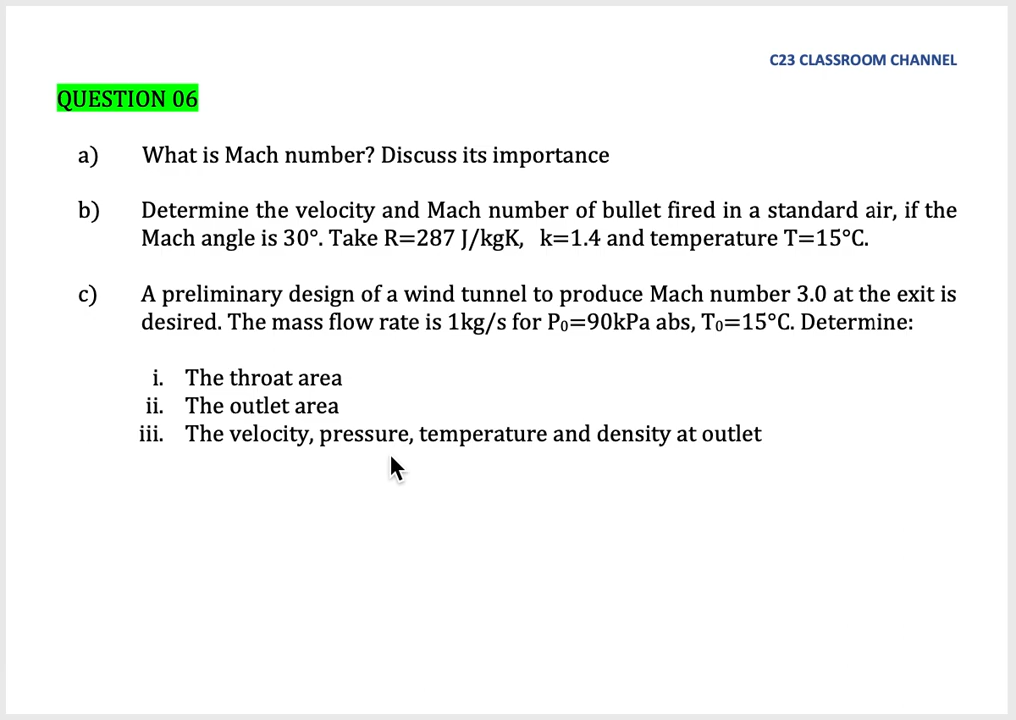 C23 CLASSROOM CHANNEL
QUESTION 06
a) What is Mach number? Discuss its importance
b) Determine the velocity and Mach number of bullet fired in a standard air, if the
Mach angle is 30°. Take R=287 J/kgK, k=1.4 and temperature T=15°C.
c) A preliminary design of a wind tunnel to produce Mach number 3.0 at the exit is
desired. The mass flow rate is 1kg/s for P₀=90kPa abs, T₀=15°C. Determine:
i. The throat area
ii. The outlet area
iii. The velocity, pressure, temperature and density at outlet